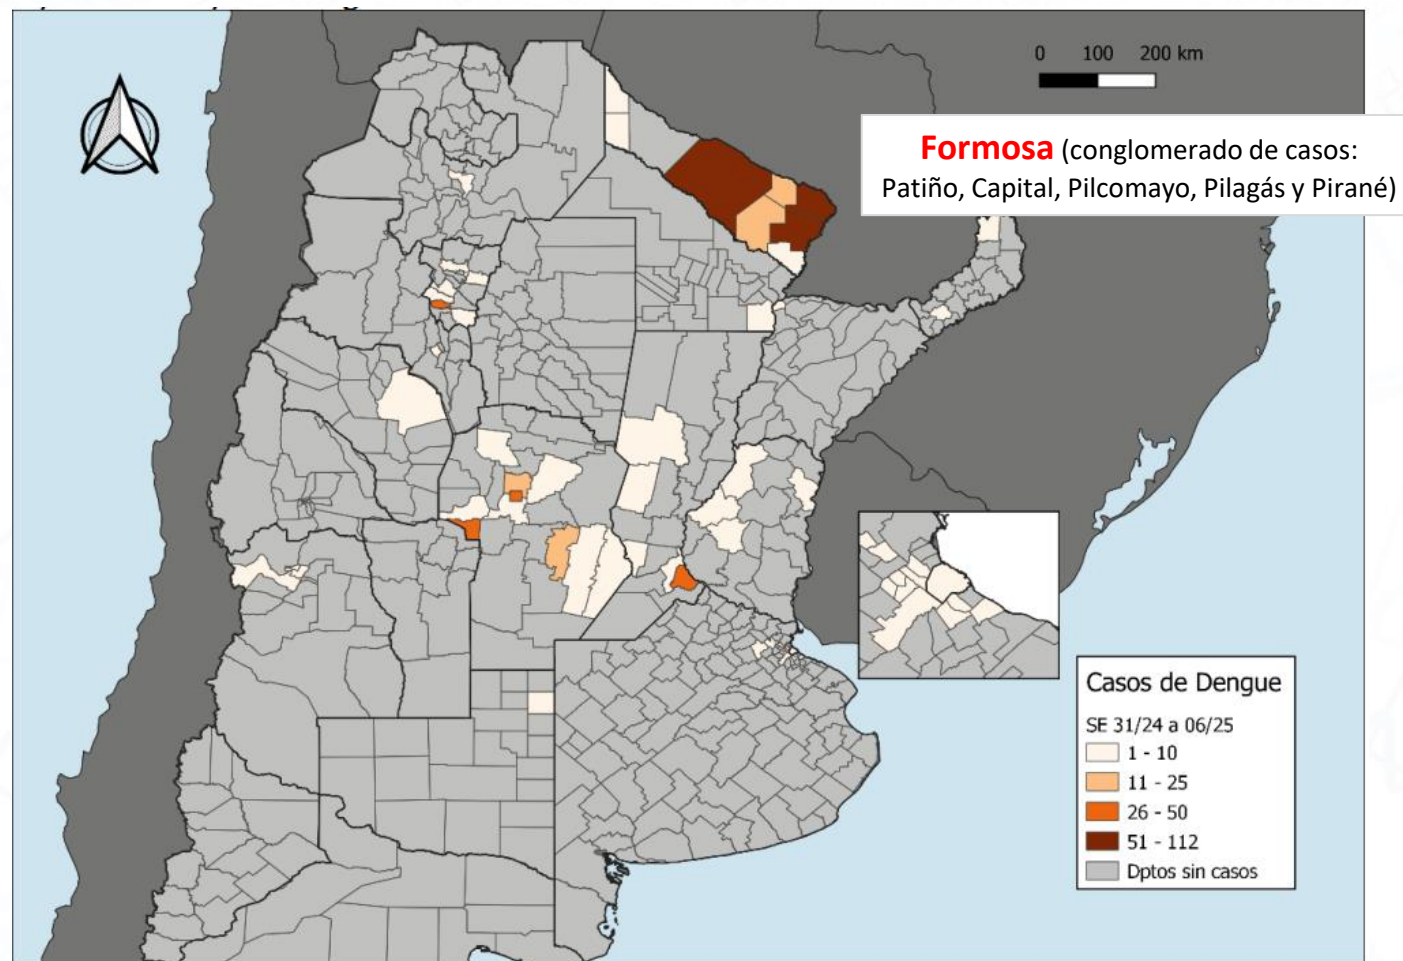 0 100 200 km
Formosa (conglomerado de casos:
Patiño, Capital, Pilcomayo, Pilagás y Pirané)
Casos de Dengue
SE 31/24 a 06/25
1 - 10
11 - 25
26 - 50
51 - 112
Dptos sin casos